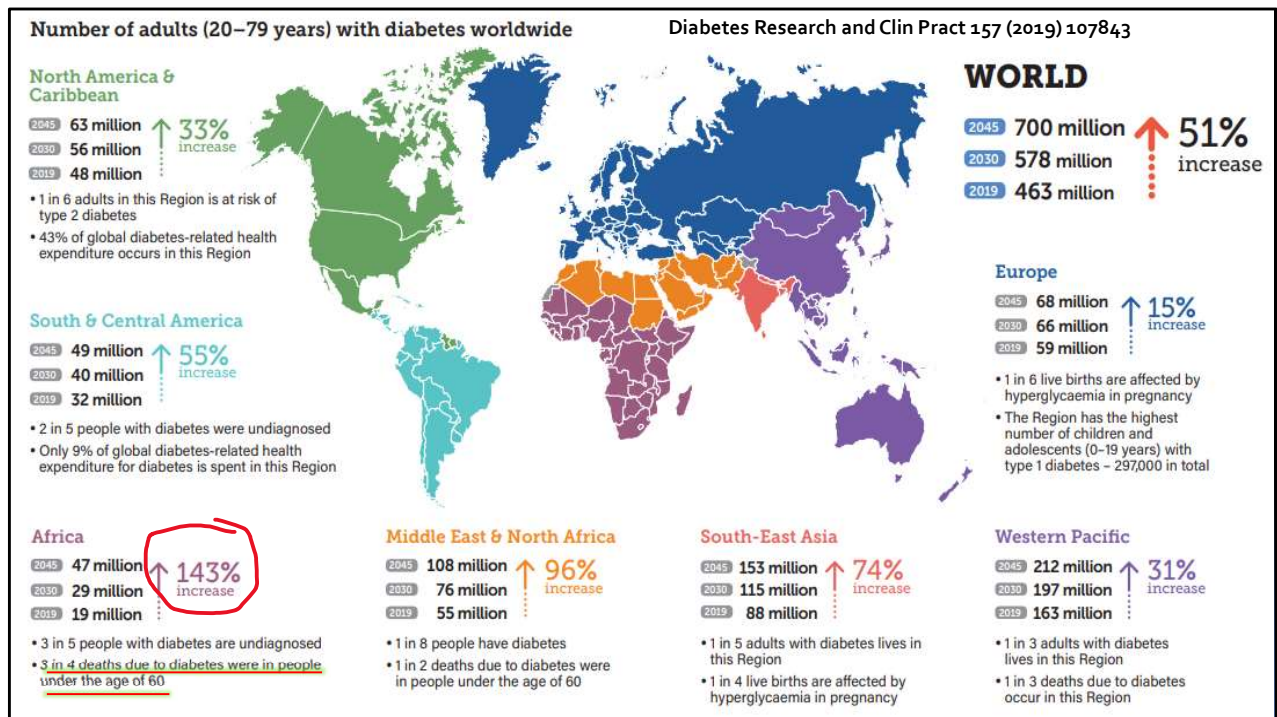 Number of adults (20–79 years) with diabetes worldwide
Diabetes Research and Clin Pract 157 (2019) 107843
North America &
Caribbean
2045 63 million
2030 56 million
2019 48 million
33%
increase
• 1 in 6 adults in this Region is at risk of
type 2 diabetes
• 43% of global diabetes-related health
expenditure occurs in this Region
South & Central America
2045 49 million
2030 40 million
2019 32 million
55%
increase
• 2 in 5 people with diabetes were undiagnosed
• Only 9% of global diabetes-related health
expenditure for diabetes is spent in this Region
WORLD
2045 700 million
2030 578 million
2019 463 million
51%
increase
Europe
2045 68 million
2030 66 million
2019 59 million
15%
increase
• 1 in 6 live births are affected by
hyperglycaemia in pregnancy
• The Region has the highest
number of children and
adolescents (0–19 years) with
type 1 diabetes – 297,000 in total
Africa
2045 47 million
2030 29 million
2019 19 million
143%
increase
• 3 in 5 people with diabetes are undiagnosed
• 3 in 4 deaths due to diabetes were in people
under the age of 60
Middle East & North Africa
2045 108 million
2030 76 million
2019 55 million
96%
increase
• 1 in 8 people have diabetes
• 1 in 2 deaths due to diabetes were
in people under the age of 60
South-East Asia
2045 153 million
2030 115 million
2019 88 million
74%
increase
• 1 in 5 adults with diabetes lives in
this Region
• 1 in 4 live births are affected by
hyperglycaemia in pregnancy
Western Pacific
2045 212 million
2030 197 million
2019 163 million
31%
increase
• 1 in 3 adults with diabetes
lives in this Region
• 1 in 3 deaths due to diabetes
occur in this Region